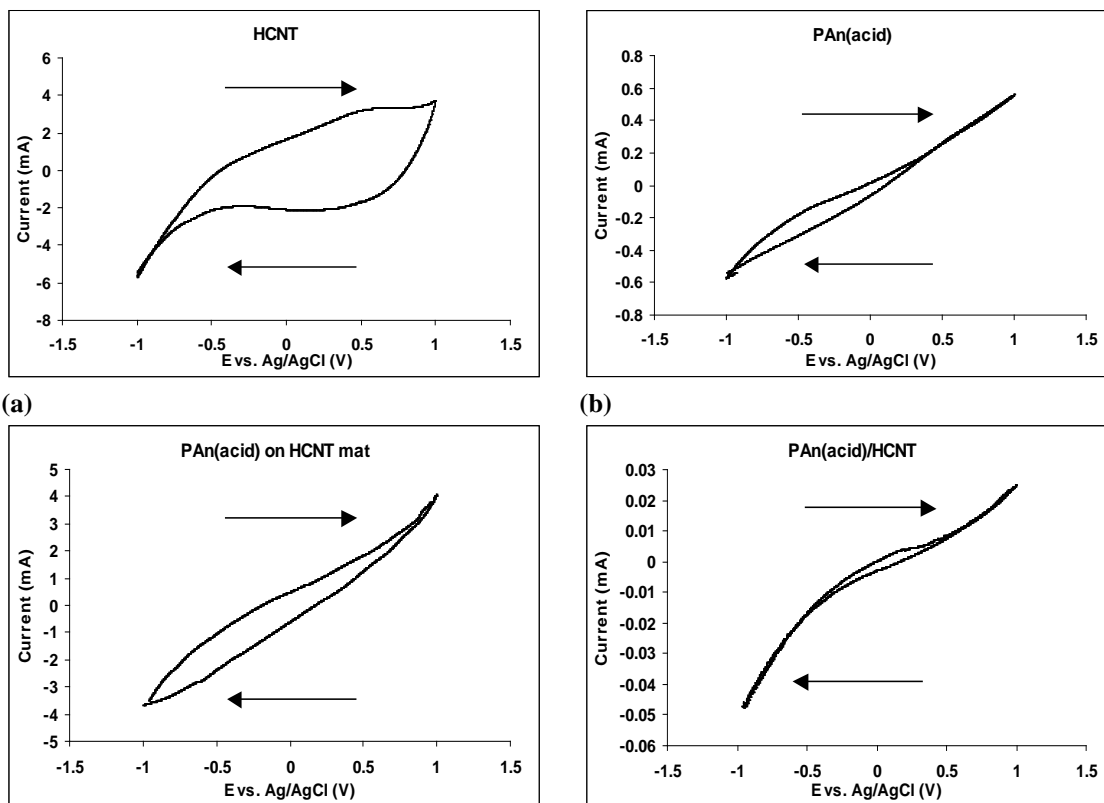 HCNT
6
4
2
0
-2
-4
-6
-8
Current (mA)
-1.5 -1 -0.5 0 0.5 1 1.5
E vs. Ag/AgCl (V)
(a)
PAn(acid)
0.8
0.6
0.4
0.2
0
-0.2
-0.4
-0.6
-0.8
Current (mA)
-1.5 -1 -0.5 0 0.5 1 1.5
E vs. Ag/AgCl (V)
(b)
PAn(acid) on HCNT mat
5
4
3
2
1
0
-1
-2
-3
-4
-5
Current (mA)
-1.5 -1 -0.5 0 0.5 1 1.5
E vs. Ag/AgCl (V)
PAn(acid)/HCNT
0.03
0.02
0.01
0
-0.01
-0.02
-0.03
-0.04
-0.05
-0.06
Current (mA)
-1.5 -1 -0.5 0 0.5 1 1.5
E vs. Ag/AgCl (V)